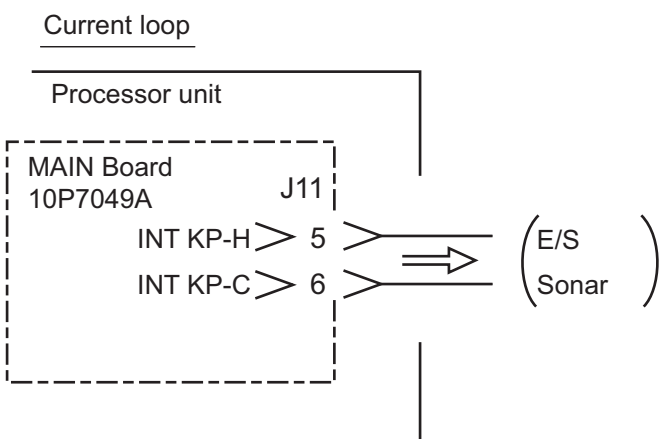 Current loop
Processor unit
MAIN Board
10P7049A
J11
INT KP-H 5
INT KP-C 6
E/S
Sonar